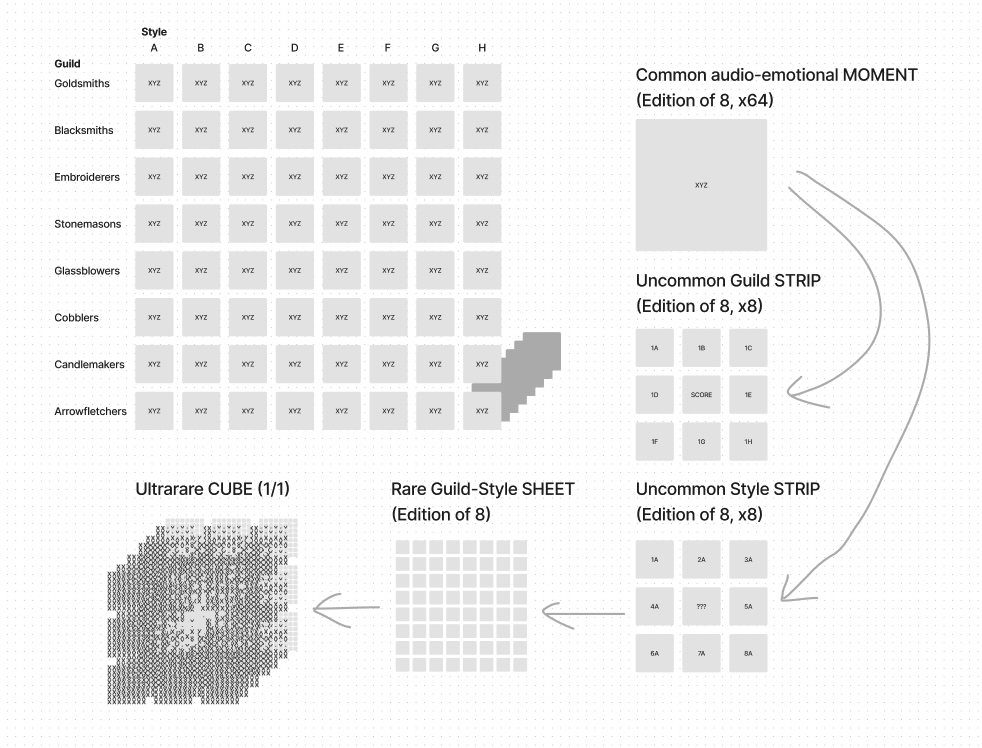 Style
A B C D E F G H
Guild
Goldsmiths XYZ XYZ XYZ XYZ XYZ XYZ XYZ XYZ
Blacksmiths XYZ XYZ XYZ XYZ XYZ XYZ XYZ XYZ
Embroiderers XYZ XYZ XYZ XYZ XYZ XYZ XYZ XYZ
Stonemasons XYZ XYZ XYZ XYZ XYZ XYZ XYZ XYZ
Glassblowers XYZ XYZ XYZ XYZ XYZ XYZ XYZ XYZ
Cobblers XYZ XYZ XYZ XYZ XYZ XYZ XYZ XYZ
Candlemakers XYZ XYZ XYZ XYZ XYZ XYZ XYZ XYZ
Arrowfletchers XYZ XYZ XYZ XYZ XYZ XYZ XYZ XYZ
Common audio-emotional MOMENT
(Edition of 8, x64)
XYZ
Uncommon Guild STRIP
(Edition of 8, x8)
1A 1B 1C
1D SCORE 1E
1F 1G 1H
Ultrarare CUBE (1/1)
Rare Guild-Style SHEET
(Edition of 8)
Uncommon Style STRIP
(Edition of 8, x8)
1A 2A 3A
4A ??? 5A
6A 7A 8A